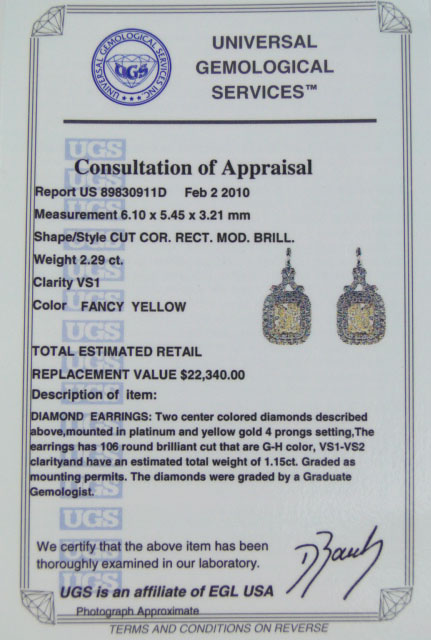 UNIVERSAL GEMOLOGICAL SERVICES INC.
UGS
UNIVERSAL
GEMOLOGICAL
SERVICES™
UGS
Consultation of Appraisal
Report US 89830911D Feb 2 2010
Measurement 6.10 x 5.45 x 3.21 mm
Shape/Style CUT COR. RECT. MOD. BRILL.
Weight 2.29 ct.
Clarity VS1
Color FANCY YELLOW
TOTAL ESTIMATED RETAIL
REPLACEMENT VALUE $22,340.00
Description of item:
DIAMOND EARRINGS: Two center colored diamonds described
above,mounted in platinum and yellow gold 4 prongs setting,The
earrings has 106 round brilliant cut that are G-H color, VS1-VS2
clarityand have an estimated total weight of 1.15ct. Graded as
mounting permits. The diamonds were graded by a Graduate
Gemologist.
UGS
We certify that the above item has been
thoroughly examined in our laboratory.
UGS is an affiliate of EGL USA
Photograph Approximate
TERMS AND CONDITIONS ON REVERSE